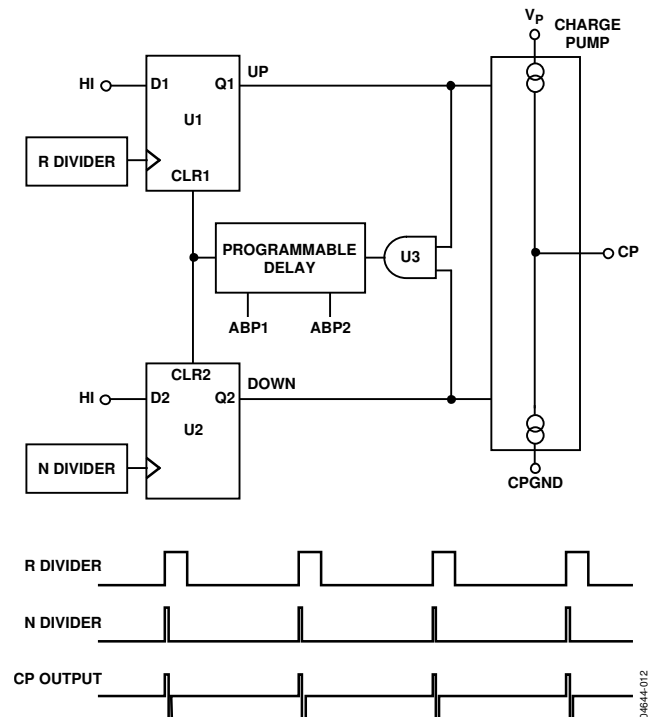 V_P
CHARGE
PUMP
HI
D1
Q1
UP
U1
R DIVIDER
CLR1
PROGRAMMABLE
DELAY
U3
CP
ABP1
ABP2
CLR2
DOWN
HI
D2
Q2
U2
N DIVIDER
CPGND
R DIVIDER
N DIVIDER
CP OUTPUT
04644-012